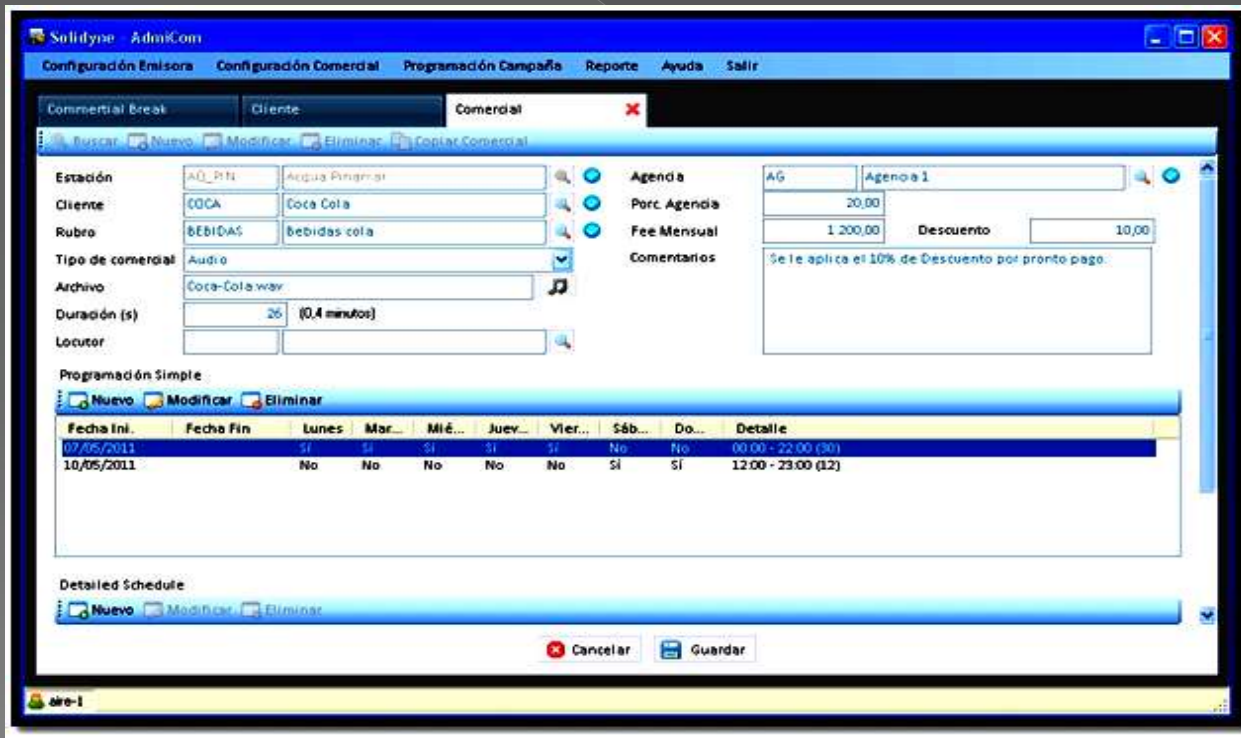 Solidyne - AdmiCom
Configuración Emisora Configuración Comercial Programación Campaña Reporte Ayuda Salir
Commertial Break Cliente Comercial
Buscar Nuevo Modificar Eliminar Copiar Comercial
Estación AQ_PIN Acqua Pinamar Agencia AG Agencia 1
Cliente COCA Coca Cola Porc. Agencia 20,00
Rubro BEBIDAS Bebidas cola Fee Mensual 1 200,00 Descuento 10,00
Tipo de comercial Audio Comentarios Se le aplica el 10% de Descuento por pronto pago.
Archivo Coca-Cola.wav
Duración (s) 26 (0,4 minutos)
Locutor
Programación Simple
Nuevo Modificar Eliminar
Fecha Ini. Fecha Fin Lunes Mar... Mié... Juev... Vier... Sáb... Do... Detalle
07/05/2011 Sí Sí Sí Sí Sí No No 00:00 - 22:00 (30)
10/05/2011 No No No No No Sí Sí 12:00 - 23:00 (12)
Detailed Schedule
Nuevo Modificar Eliminar
Cancelar Guardar
aire-1